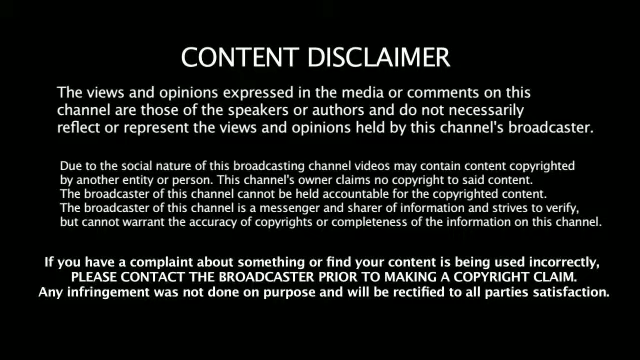 CONTENT DISCLAIMER
The views and opinions expressed in the media or comments on this
channel are those of the speakers or authors and do not necessarily
reflect or represent the views and opinions held by this channel's broadcaster.
Due to the social nature of this broadcasting channel videos may contain content copyrighted
by another entity or person. This channel's owner claims no copyright to said content.
The broadcaster of this channel cannot be held accountable for the copyrighted content.
The broadcaster of this channel is a messenger and sharer of information and strives to verify,
but cannot warrant the accuracy of copyrights or completeness of the information on this channel.
If you have a complaint about something or find your content is being used incorrectly,
PLEASE CONTACT THE BROADCASTER PRIOR TO MAKING A COPYRIGHT CLAIM.
Any infringement was not done on purpose and will be rectified to all parties satisfaction.